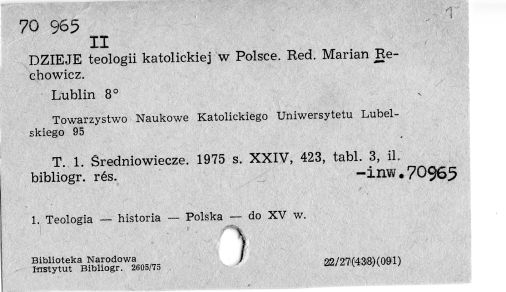 70 965
II
DZIEJE teologii katolickiej w Polsce. Red. Marian Re-
chowicz.
Lublin 8°
Towarzystwo Naukowe Katolickiego Uniwersytetu Lubel-
skiego 95
T. 1. Średniowiecze. 1975 s. XXIV, 423, tabl. 3, il.
bibliogr. rés.
-inw.70965
1. Teologia — historia — Polska — do XV w.
Biblioteka Narodowa
Instytut Bibliogr. 2605/75
22/27(438)(091)